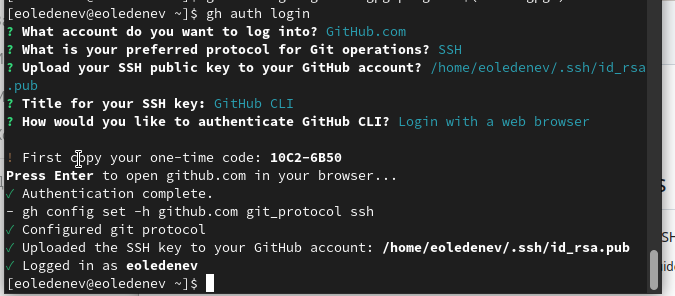 [eoledenev@eoledenev ~]$ gh auth login
? What account do you want to log into? GitHub.com
? What is your preferred protocol for Git operations? SSH
? Upload your SSH public key to your GitHub account? /home/eoledenev/.ssh/id_rsa
.pub
? Title for your SSH key: GitHub CLI
? How would you like to authenticate GitHub CLI? Login with a web browser
! First copy your one-time code: 10C2-6B50
Press Enter to open github.com in your browser...
✓ Authentication complete.
- gh config set -h github.com git_protocol ssh
✓ Configured git protocol
✓ Uploaded the SSH key to your GitHub account: /home/eoledenev/.ssh/id_rsa.pub
✓ Logged in as eoledenev
[eoledenev@eoledenev ~]$